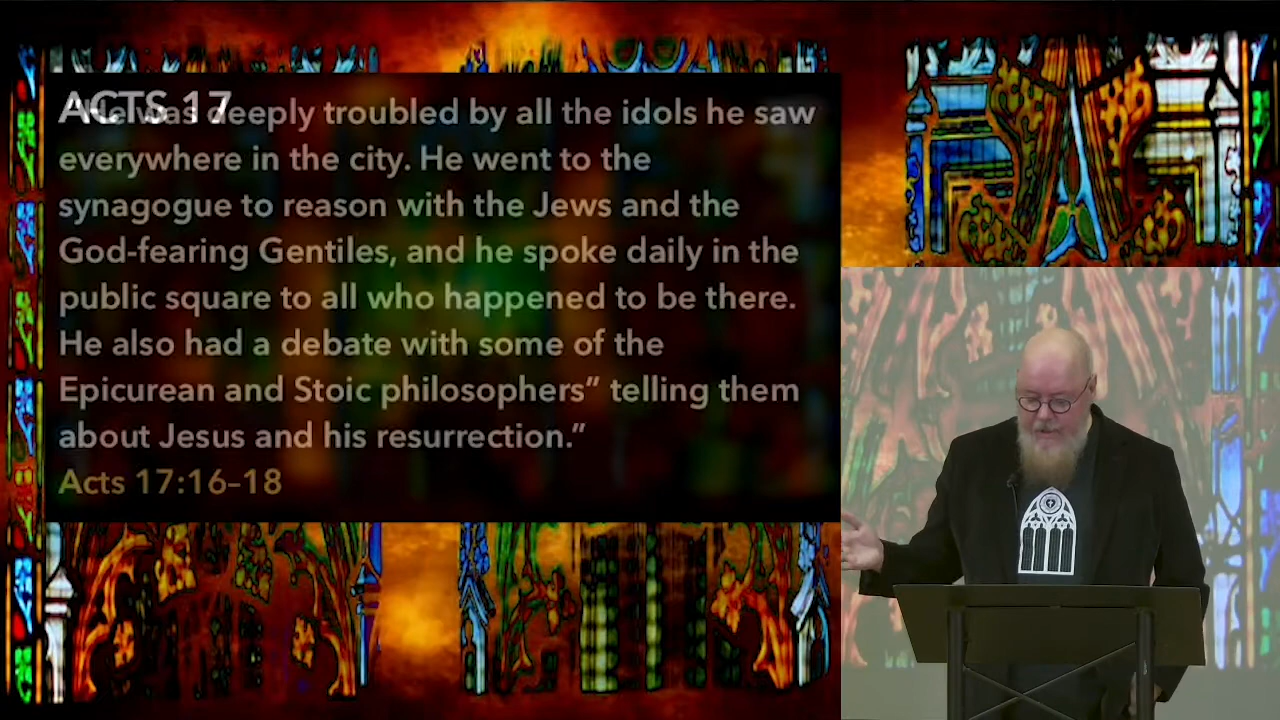 ACTS 17
He was deeply troubled by all the idols he saw
everywhere in the city. He went to the
synagogue to reason with the Jews and the
God-fearing Gentiles, and he spoke daily in the
public square to all who happened to be there.
He also had a debate with some of the
Epicurean and Stoic philosophers” telling them
about Jesus and his resurrection.”
Acts 17:16–18